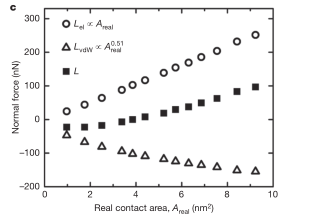 c
300
200
100
0
−100
−200
Normal force (nN)
L_el ∝ A_real
L_vdW ∝ A_real^0.51
L
0 2 4 6 8 10
Real contact area, A_real (nm²)